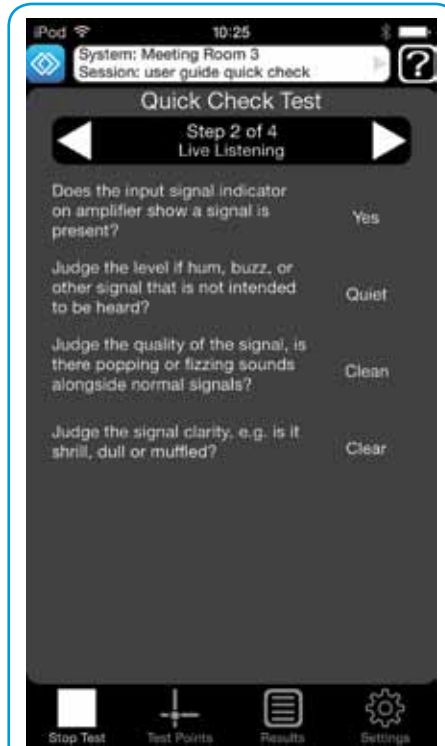 iPod 10:25
System: Meeting Room 3
Session: user guide quick check
?
Quick Check Test
Step 2 of 4
Live Listening
Does the input signal indicator
on amplifier show a signal is
present?
Yes
Judge the level if hum, buzz, or
other signal that is not intended
to be heard?
Quiet
Judge the quality of the signal, is
there popping or fizzing sounds
alongside normal signals?
Clean
Judge the signal clarity, e.g. is it
shrill, dull or muffled?
Clear
Stop Test Test Points Results Settings